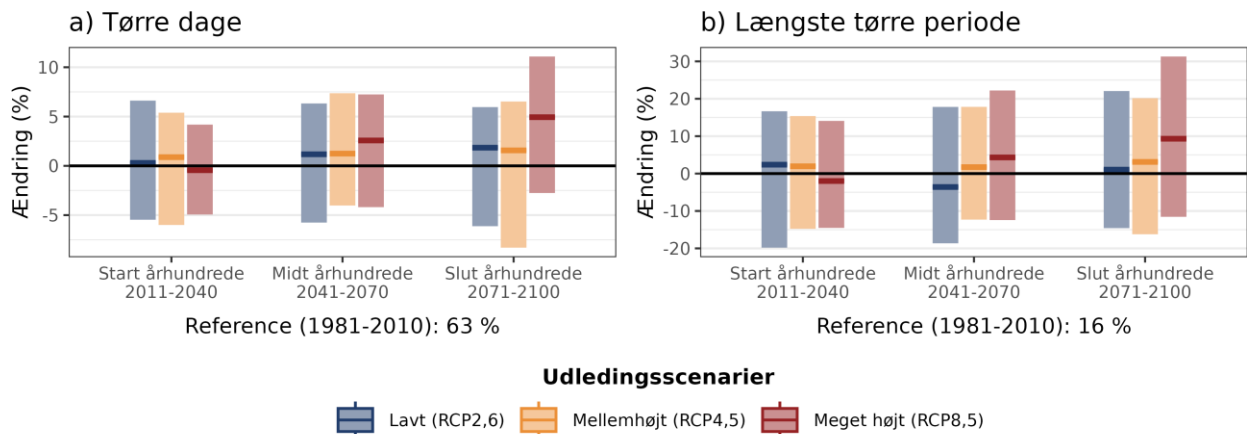 a) Tørre dage
Ændring (%)
10
5
0
-5
Start århundrede
2011-2040
Midt århundrede
2041-2070
Slut århundrede
2071-2100
Reference (1981-2010): 63 %
b) Længste tørre periode
Ændring (%)
30
20
10
0
-10
-20
Start århundrede
2011-2040
Midt århundrede
2041-2070
Slut århundrede
2071-2100
Reference (1981-2010): 16 %
Udledingsscenarier
Lavt (RCP2,6)
Mellemhøjt (RCP4,5)
Meget højt (RCP8,5)